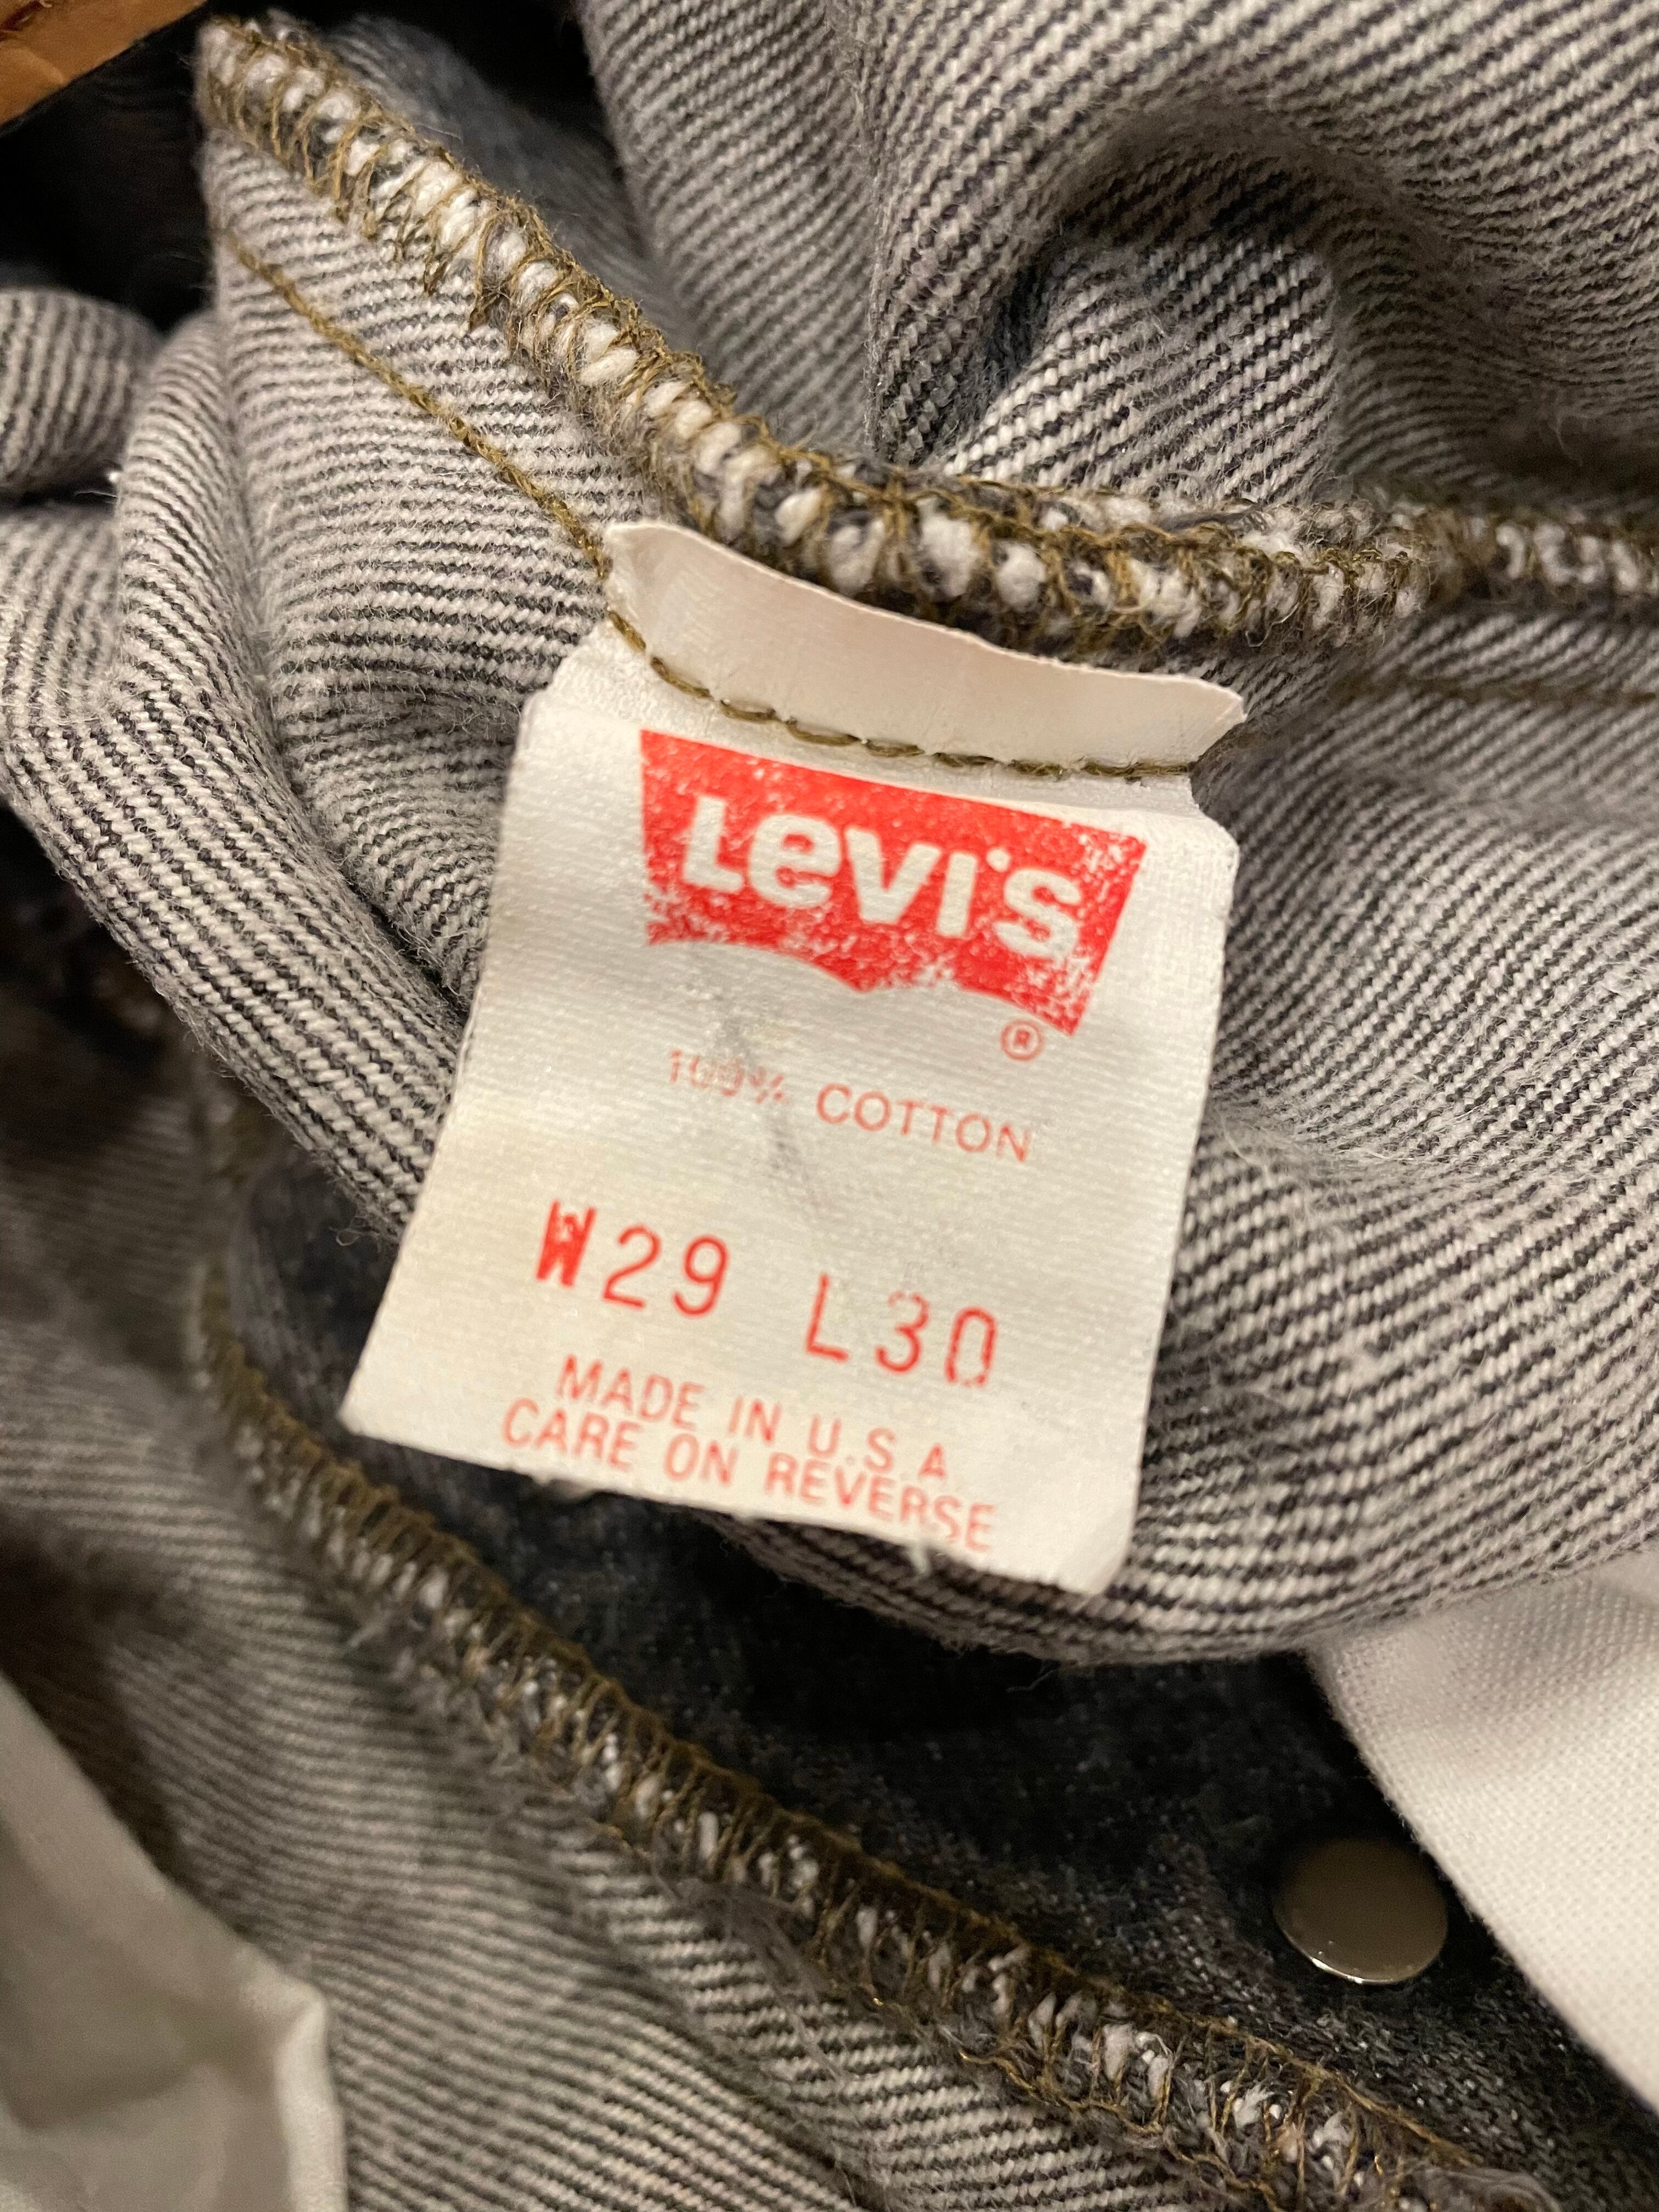 Levi's
®
100% COTTON
W29 L30
MADE IN U.S.A
CARE ON REVERSE